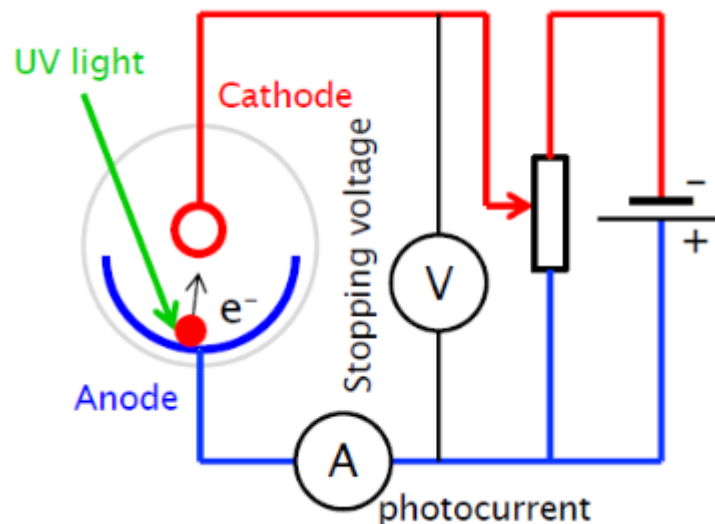 UV light
Cathode
Stopping voltage
V
–
+
e⁻
Anode
A
photocurrent